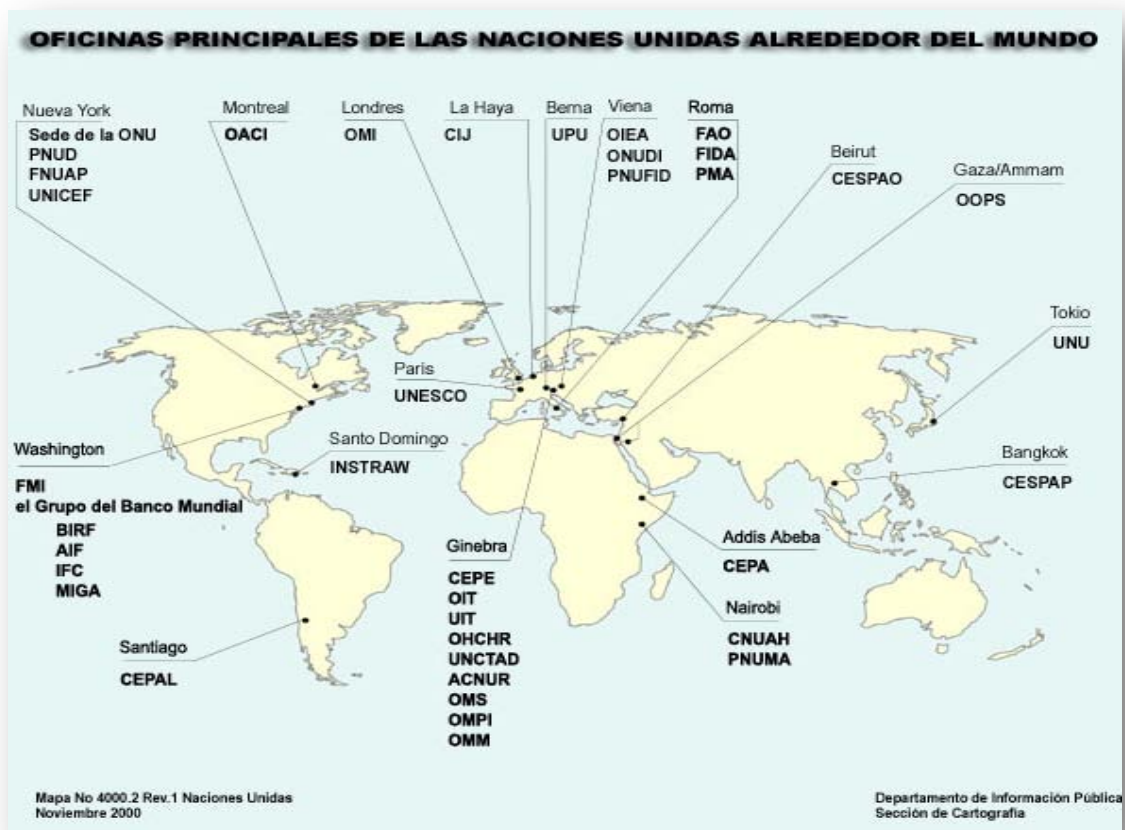 OFICINAS PRINCIPALES DE LAS NACIONES UNIDAS ALREDEDOR DEL MUNDO
Nueva York
Sede de la ONU
PNUD
FNUAP
UNICEF
Montreal
OACI
Londres
OMI
La Haya
CIJ
Berna
UPU
Viena
OIEA
ONUDI
PNUFID
Roma
FAO
FIDA
PMA
Beirut
CESPAO
Gaza/Ammam
OOPS
Tokio
UNU
Paris
UNESCO
Washington
FMI
el Grupo del Banco Mundial
BIRF
AIF
IFC
MIGA
Santo Domingo
INSTRAW
Bangkok
CESPAP
Addis Abeba
CEPA
Ginebra
CEPE
OIT
UIT
OHCHR
UNCTAD
ACNUR
OMS
OMPI
OMM
Nairobi
CNUAH
PNUMA
Santiago
CEPAL
Mapa No 4000.2 Rev.1 Naciones Unidas
Noviembre 2000
Departamento de Información Pública
Sección de Cartografía